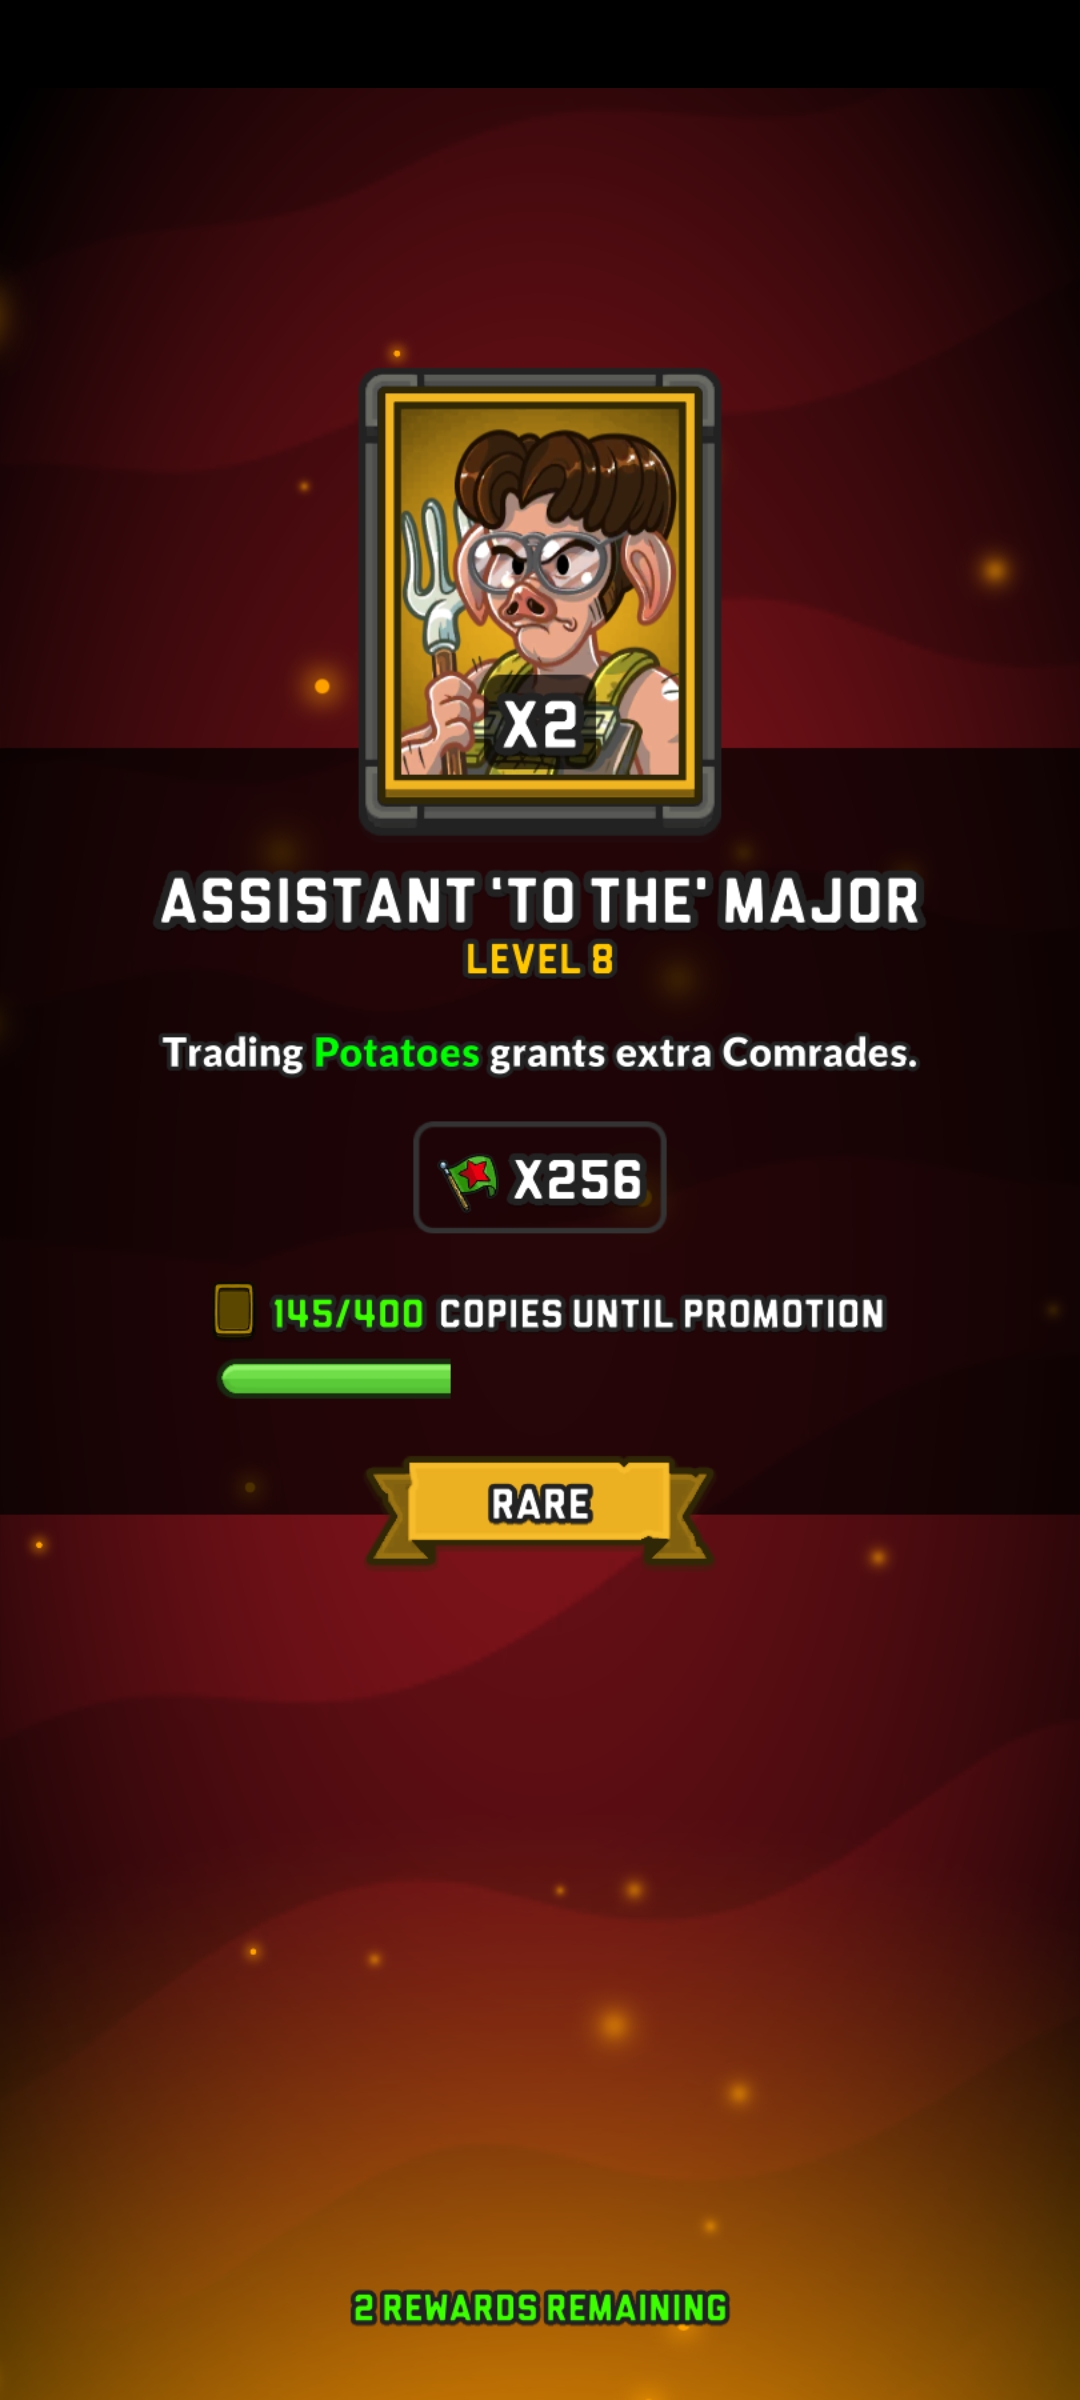 X2
ASSISTANT 'TO THE' MAJOR
LEVEL 8
Trading Potatoes grants extra Comrades.
X256
145/400 COPIES UNTIL PROMOTION
RARE
2 REWARDS REMAINING